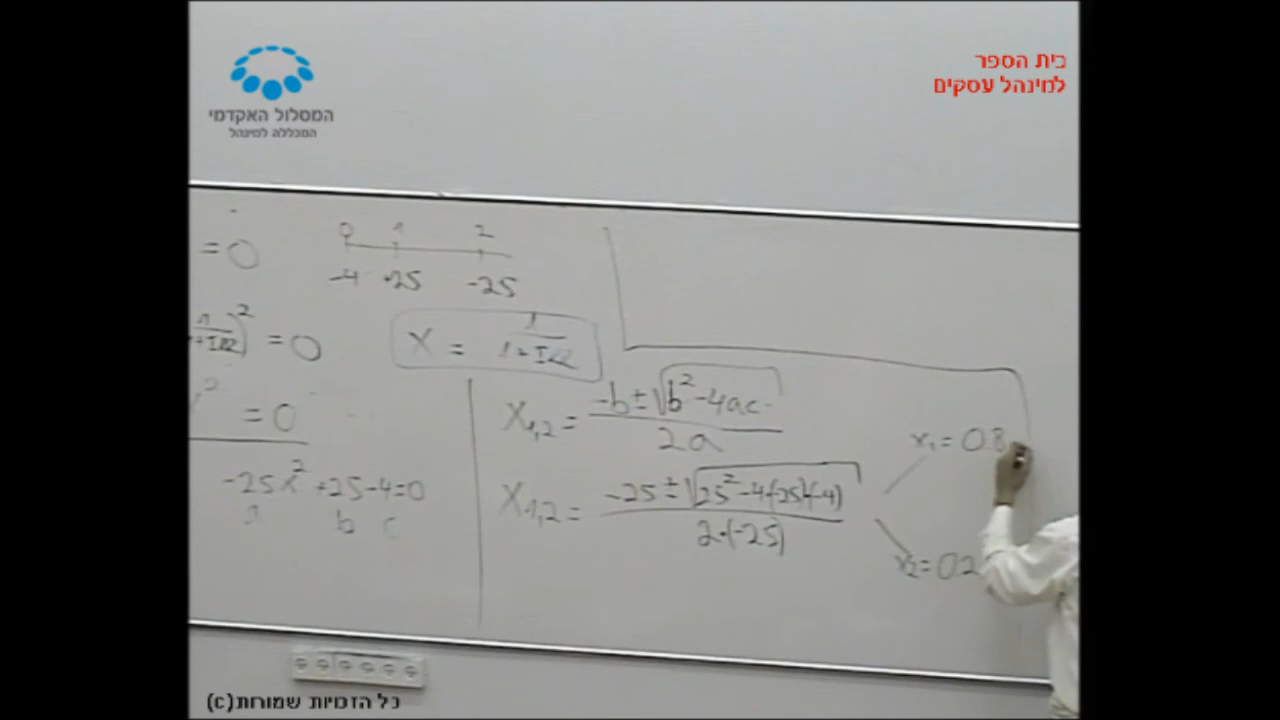 בית הספר
למינהל עסקים
המסלול האקדמי
המכללה למינהל
0 1 2
-4 +25 -25
= 0
= 0
X = 1/(1+IRR)
= 0
-25x² +25-4=0
a b c
X₁,₂ = (-b±√(b²-4ac))/(2a)
X₁,₂ = (-25±√(25²-4(-25)(-4)))/(2·(-25))
x₁ = 0.8
x₂ = 0.2
כל הזכויות שמורות(c)